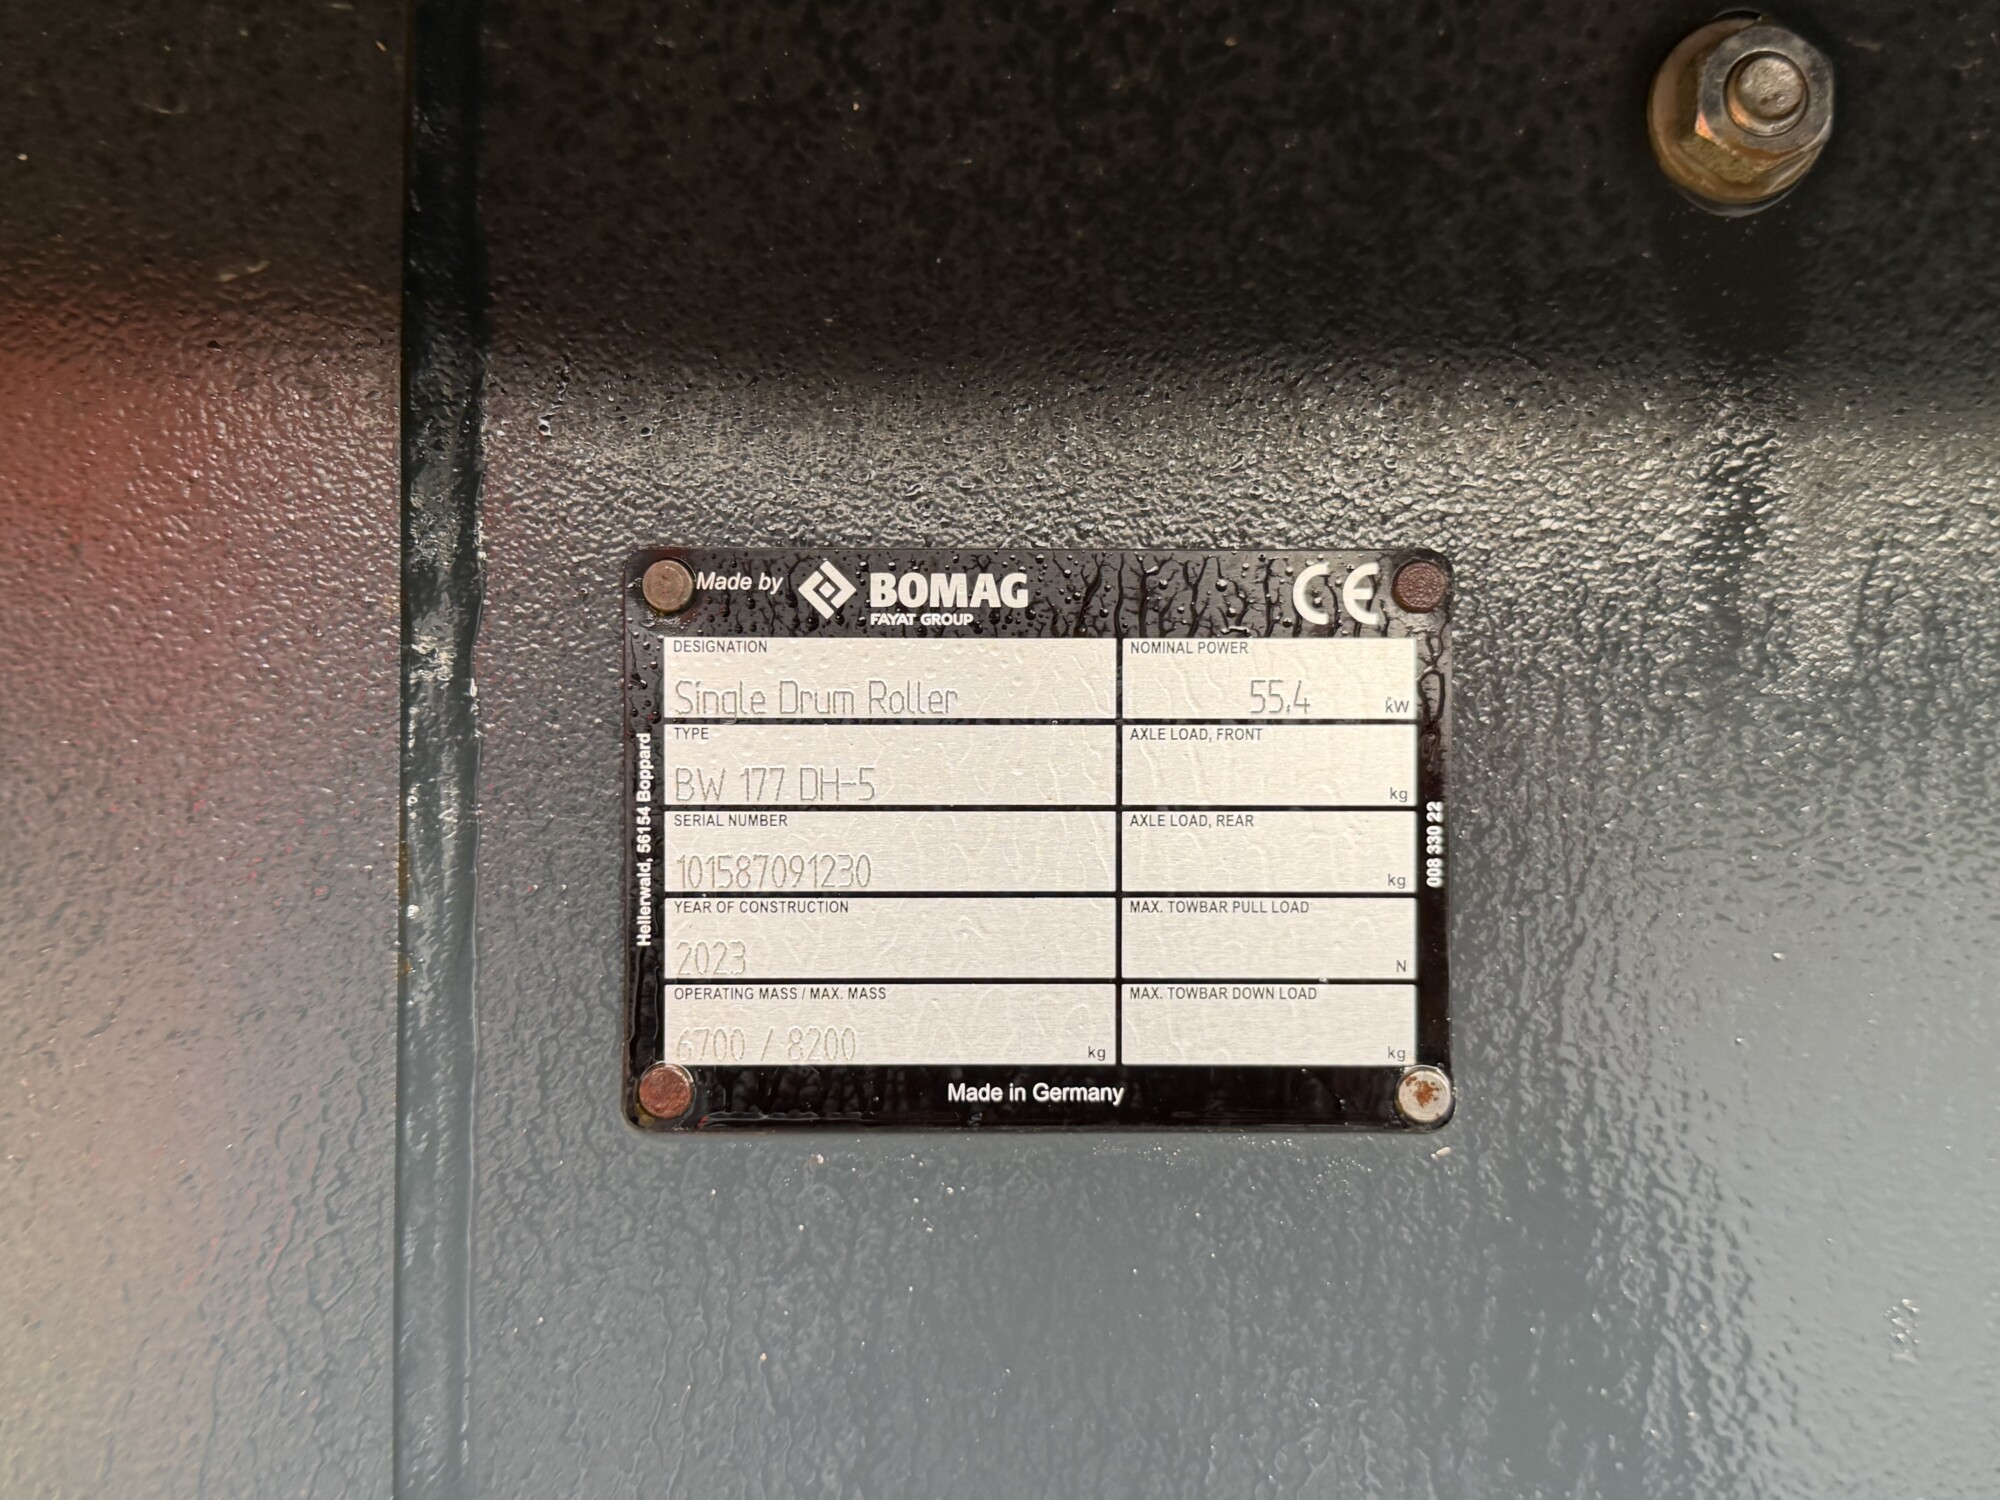 Made by BOMAG
FAYAT GROUP
CE
DESIGNATION
Single Drum Roller
NOMINAL POWER
55,4 kW
TYPE
BW 177 DH-5
AXLE LOAD, FRONT
kg
SERIAL NUMBER
101587091230
AXLE LOAD, REAR
kg
YEAR OF CONSTRUCTION
2023
MAX. TOWBAR PULL LOAD
N
OPERATING MASS / MAX. MASS
6700 / 8200 kg
MAX. TOWBAR DOWN LOAD
kg
Made in Germany
Hellerwald, 56154 Boppard
008 330 22